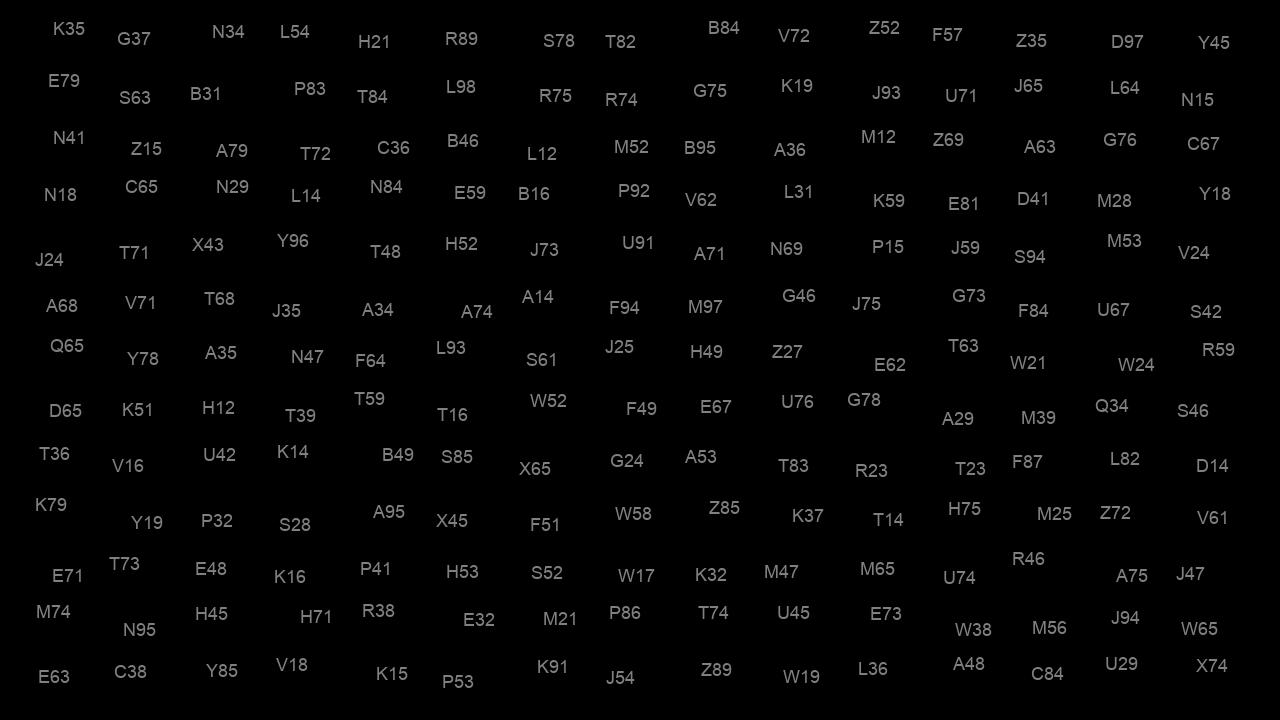 K35 G37 N34 L54 H21 R89 S78 T82 B84 V72 Z52 F57 Z35 D97 Y45
E79 S63 B31 P83 T84 L98 R75 R74 G75 K19 J93 U71 J65 L64 N15
N41 Z15 A79 T72 C36 B46 L12 M52 B95 A36 M12 Z69 A63 G76 C67
N18 C65 N29 L14 N84 E59 B16 P92 V62 L31 K59 E81 D41 M28 Y18
J24 T71 X43 Y96 T48 H52 J73 U91 A71 N69 P15 J59 S94 M53 V24
A68 V71 T68 J35 A34 A74 A14 F94 M97 G46 J75 G73 F84 U67 S42
Q65 Y78 A35 N47 F64 L93 S61 J25 H49 Z27 E62 T63 W21 W24 R59
D65 K51 H12 T39 T59 T16 W52 F49 E67 U76 G78 A29 M39 Q34 S46
T36 V16 U42 K14 B49 S85 X65 G24 A53 T83 R23 T23 F87 L82 D14
K79 Y19 P32 S28 A95 X45 F51 W58 Z85 K37 T14 H75 M25 Z72 V61
E71 T73 E48 K16 P41 H53 S52 W17 K32 M47 M65 U74 R46 A75 J47
M74 N95 H45 H71 R38 E32 M21 P86 T74 U45 E73 W38 M56 J94 W65
E63 C38 Y85 V18 K15 P53 K91 J54 Z89 W19 L36 A48 C84 U29 X74